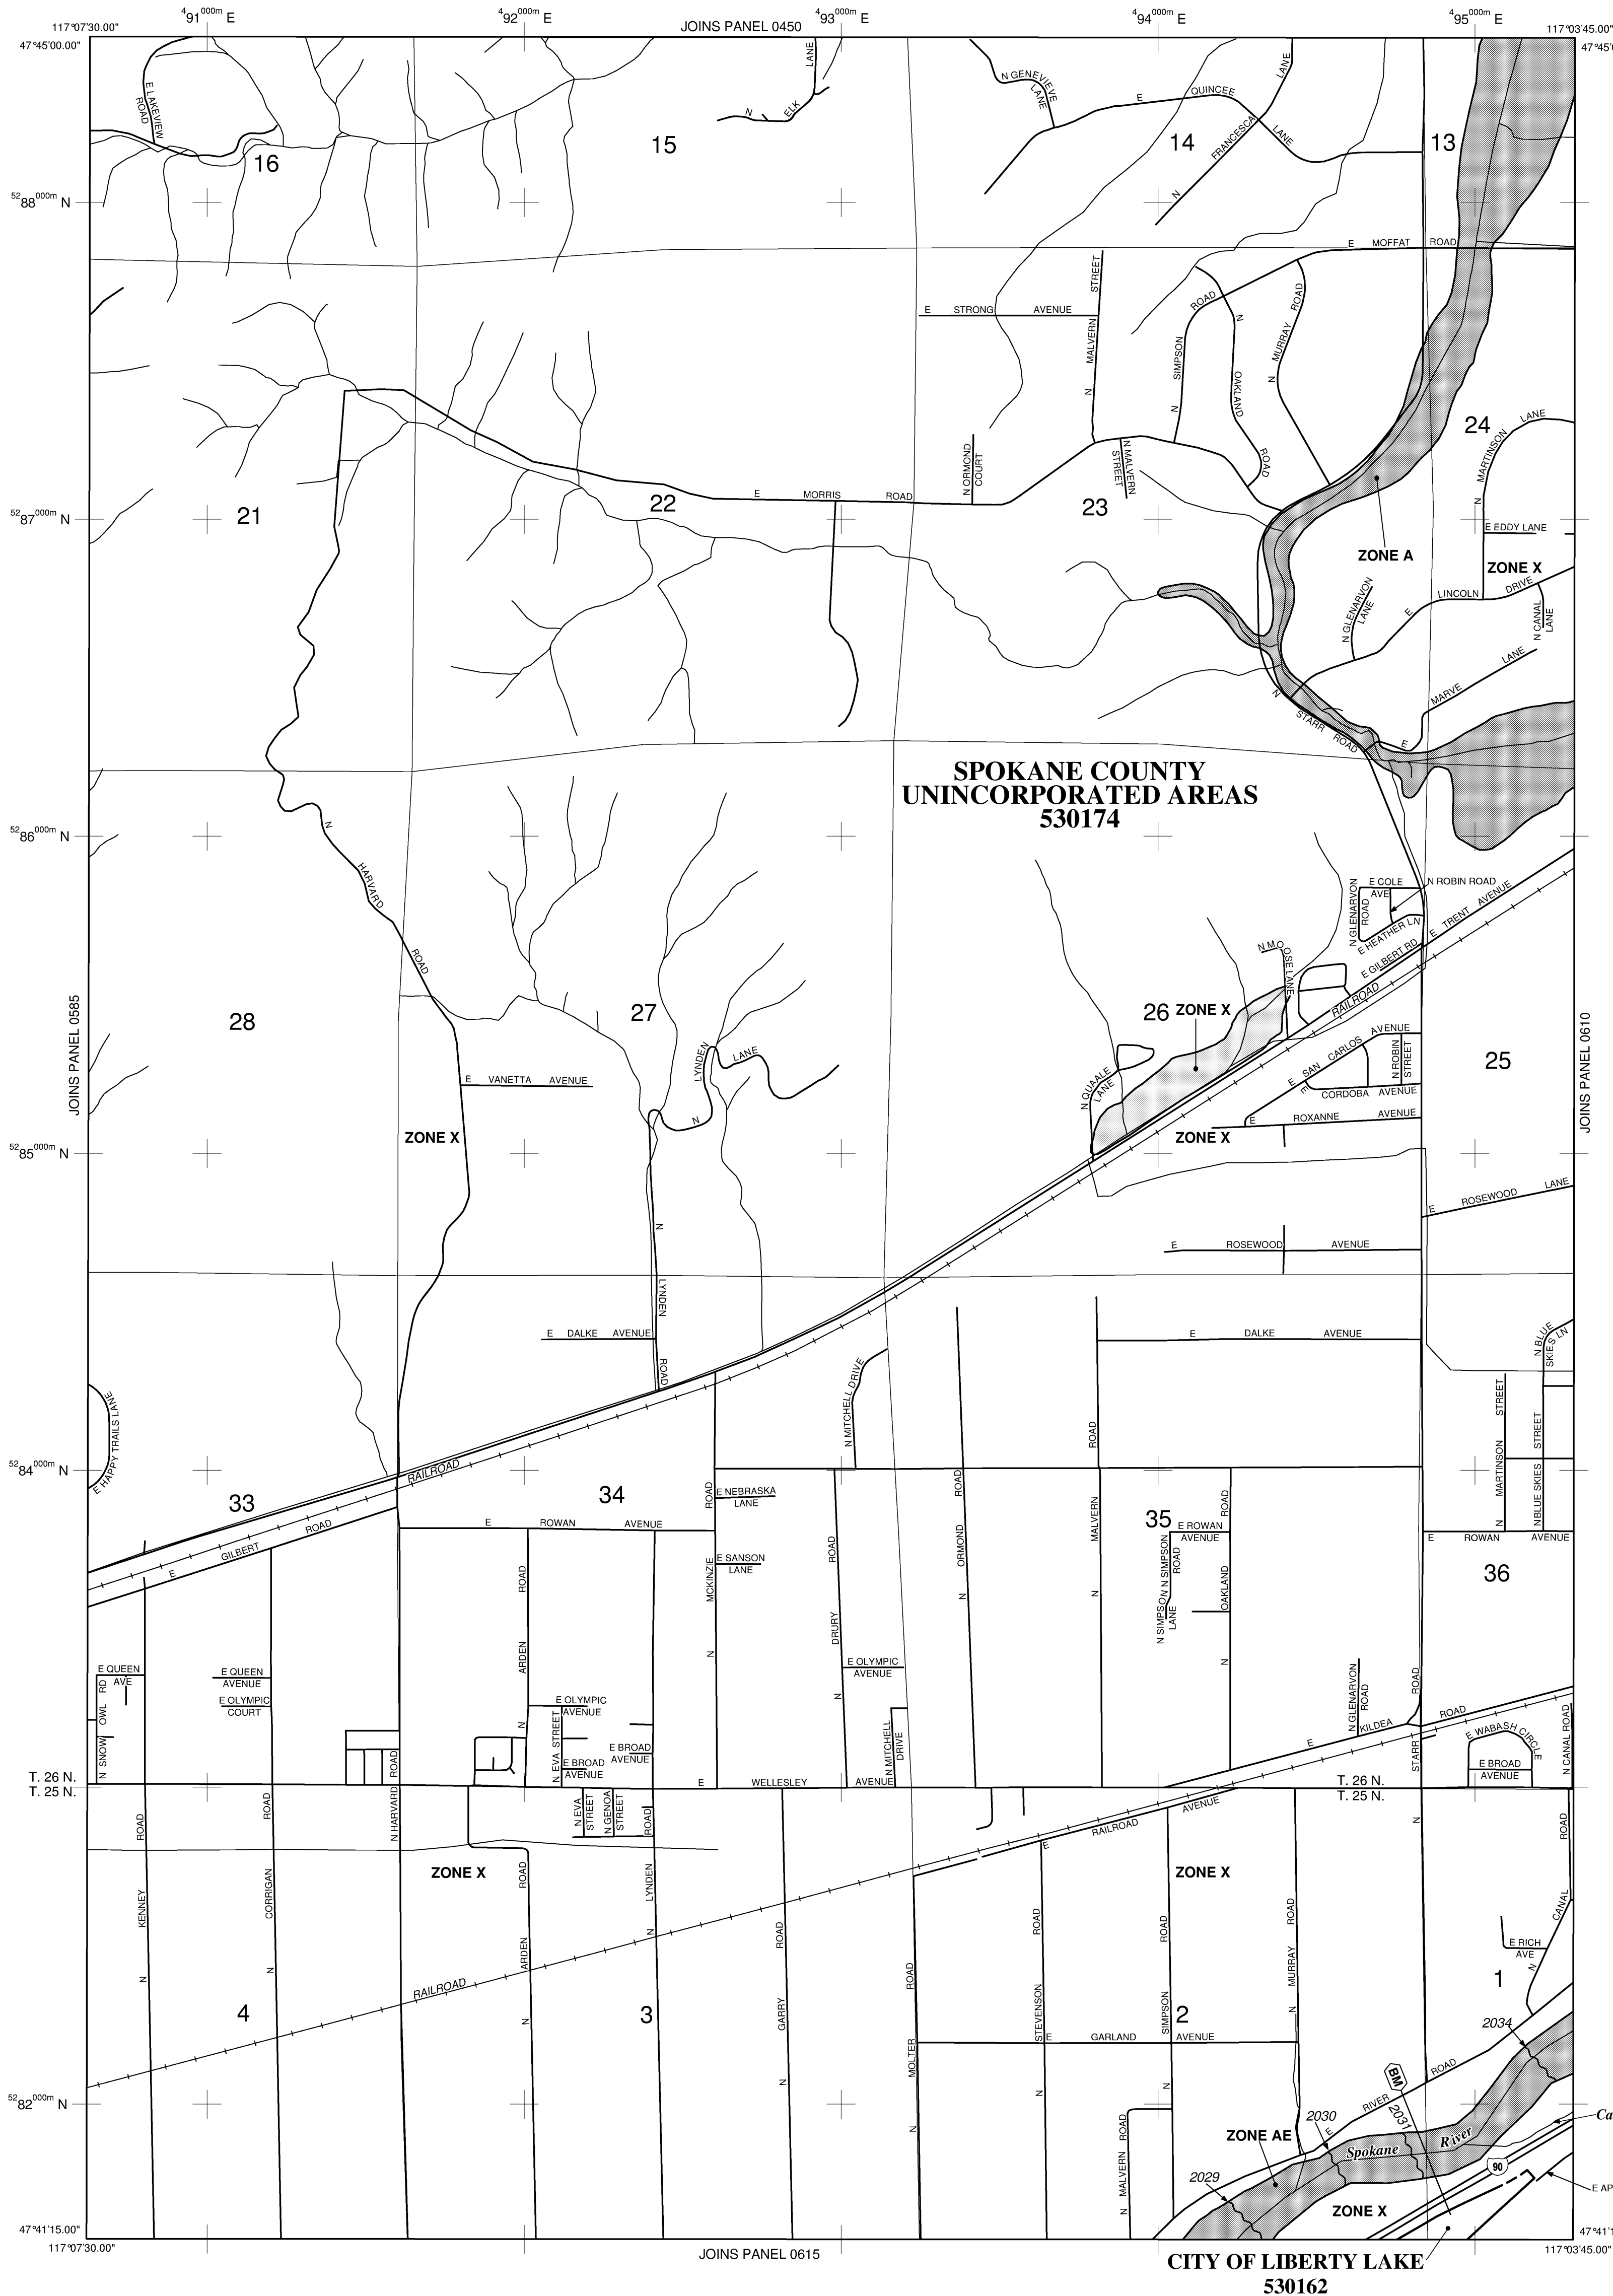 117°07'30.00"
47°45'00.00"
491000m E
492000m E
JOINS PANEL 0450
493000m E
494000m E
495000m E
117°03'45.00"
E LAKEVIEW
ROAD
16
15
N ELK LANE
N GENEVIEVE
LANE
E QUINCEE LANE
N FRANCESCA LANE
14
13
5288000m N
E MOFFAT ROAD
E STRONG AVENUE
N MALVERN STREET
N SIMPSON ROAD
N OAKLAND ROAD
N MURRAY ROAD
24
N MARTINSON LANE
N ORMOND
COURT
N MALVERN
STREET
E MORRIS ROAD
21
22
23
5287000m N
ZONE A
E EDDY LANE
ZONE X
N GLENARVON
LANE
E LINCOLN DRIVE
N CANAL
LANE
E MARVE LANE
N STARR ROAD
SPOKANE COUNTY
UNINCORPORATED AREAS
530174
5286000m N
N HARVARD ROAD
E COLE
AVE
N ROBIN ROAD
N GLENARVON
ROAD
E HEATHER LN
E GILBERT RD
E TRENT AVENUE
RAILROAD
N MOOSE LANE
JOINS PANEL 0585
28
27
26
ZONE X
25
JOINS PANEL 0610
E VANETTA AVENUE
N LYNDEN LANE
N QUAALE
LANE
E SAN CARLOS AVENUE
N ROBIN
STREET
E CORDOBA AVENUE
E ROXANNE AVENUE
ZONE X
ZONE X
5285000m N
E ROSEWOOD LANE
E ROSEWOOD AVENUE
N LYNDEN ROAD
E DALKE AVENUE
E DALKE AVENUE
N BLUE
SKIES LN
E HAPPY TRAILS LANE
N MITCHELL DRIVE
5284000m N
RAILROAD
33
34
35
36
E GILBERT ROAD
E ROWAN AVENUE
E NEBRASKA
LANE
E SANSON
LANE
N MCKINZIE ROAD
N DRURY ROAD
N ORMOND ROAD
N MALVERN ROAD
E ROWAN
AVENUE
N SIMPSON
ROAD
N SIMPSON
LANE
N OAKLAND ROAD
N MARTINSON STREET
N BLUE SKIES STREET
E ROWAN AVENUE
N ARDEN ROAD
E QUEEN
AVE
N SNOW OWL RD
E QUEEN
AVENUE
E OLYMPIC
COURT
E OLYMPIC
AVENUE
N EVA STREET
E BROAD
AVENUE
E BROAD
AVENUE
E OLYMPIC
AVENUE
N MITCHELL
DRIVE
N GLENARVON
ROAD
E KILDEA ROAD
N STARR ROAD
E WABASH CIRCLE
E BROAD
AVENUE
N CANAL ROAD
T. 26 N.
T. 25 N.
E WELLESLEY AVENUE
T. 26 N.
T. 25 N.
N HARVARD ROAD
N EVA
STREET
N GENOA
STREET
RAILROAD
E AVENUE
N KENNEY ROAD
N CORRIGAN ROAD
ZONE X
N ARDEN ROAD
N LYNDEN ROAD
N GARRY ROAD
N MOLTER ROAD
N STEVENSON ROAD
ZONE X
N SIMPSON ROAD
N MURRAY ROAD
N CANAL ROAD
E RICH
AVE
RAILROAD
4
3
2
1
E GARLAND AVENUE
5282000m N
N MALVERN ROAD
2034
BM
E RIVER ROAD
2031
2030
ZONE AE
Spokane River
2029
90
ZONE X
Ca
E AP
47°41'15.00"
117°07'30.00"
JOINS PANEL 0615
117°03'45.00"
CITY OF LIBERTY LAKE
530162